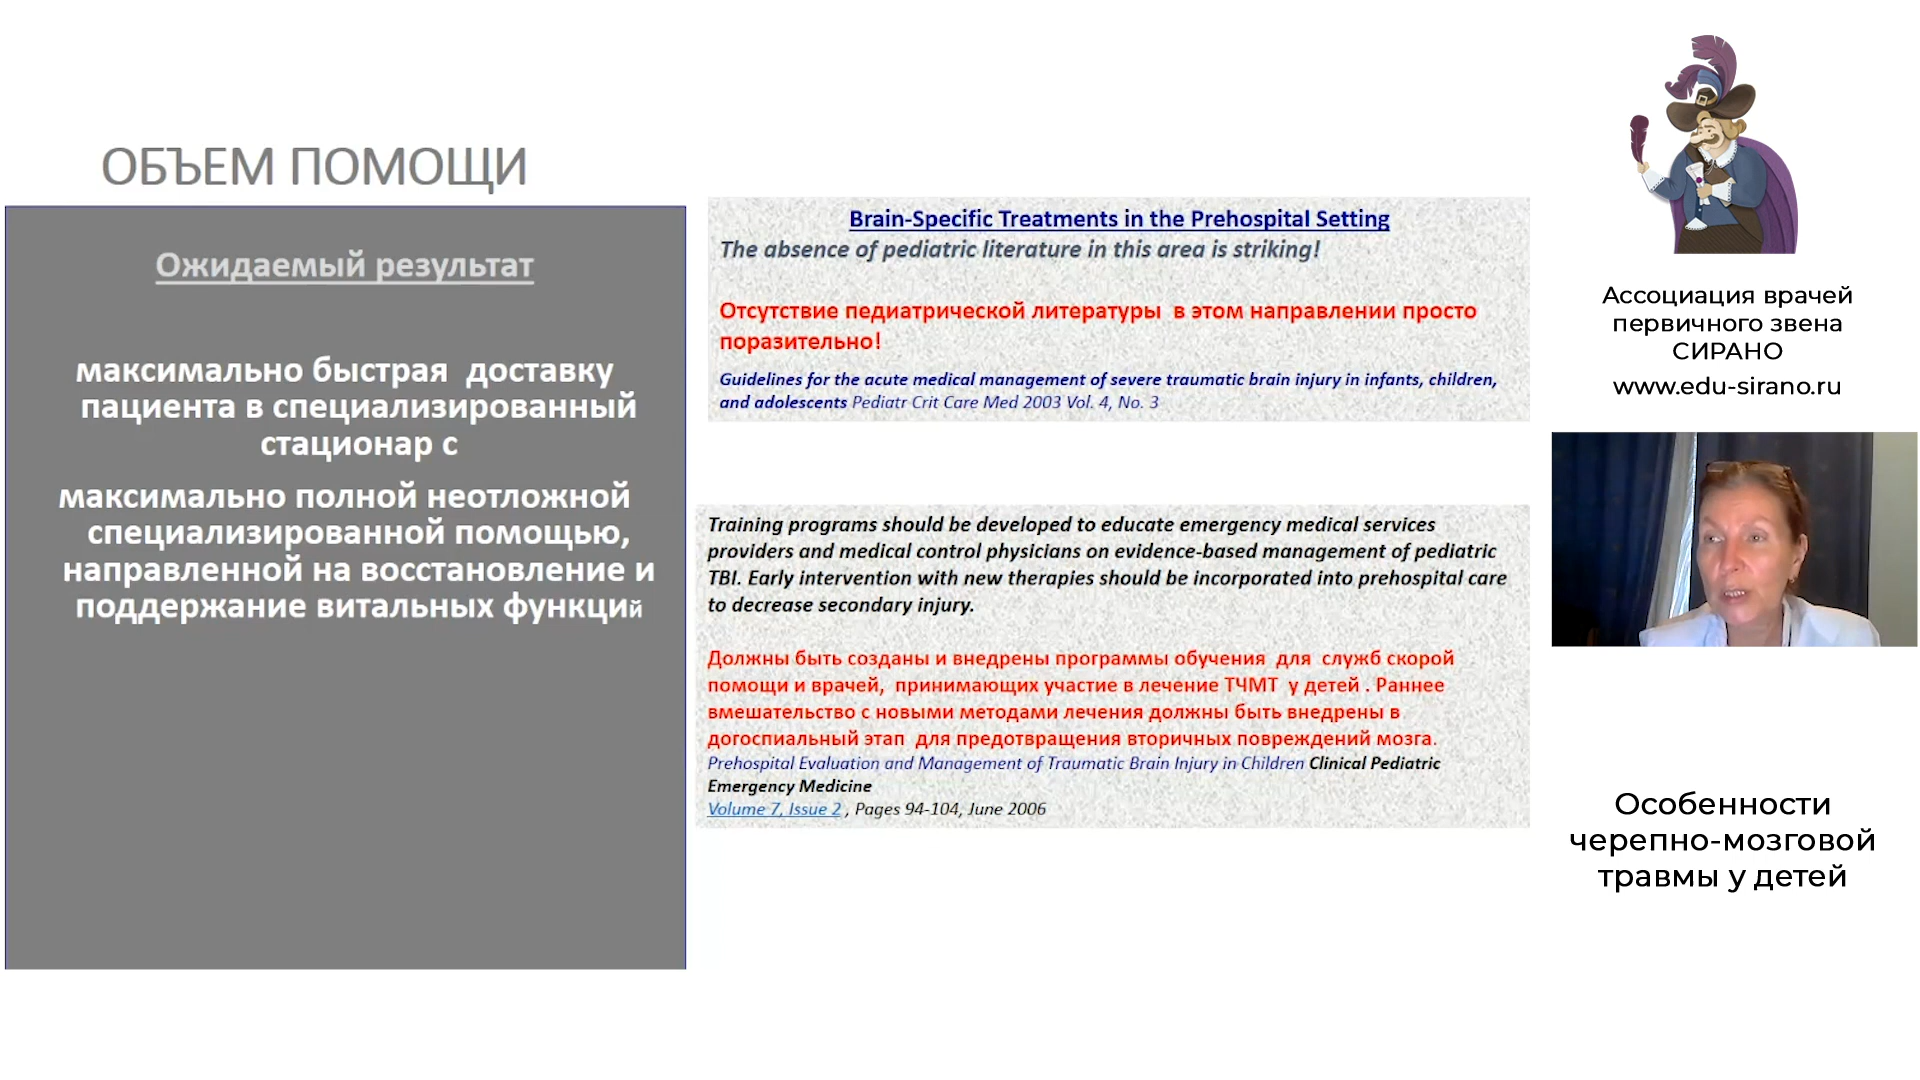 ОБЪЕМ ПОМОЩИ
Ожидаемый результат
максимально быстрая доставку
пациента в специализированный
стационар с
максимально полной неотложной
специализированной помощью,
направленной на восстановление и
поддержание витальных функций
Brain-Specific Treatments in the Prehospital Setting
The absence of pediatric literature in this area is striking!
Отсутствие педиатрической литературы в этом направлении просто
поразительно!
Guidelines for the acute medical management of severe traumatic brain injury in infants, children,
and adolescents Pediatr Crit Care Med 2003 Vol. 4, No. 3
Training programs should be developed to educate emergency medical services
providers and medical control physicians on evidence-based management of pediatric
TBI. Early intervention with new therapies should be incorporated into prehospital care
to decrease secondary injury.
Должны быть созданы и внедрены программы обучения для служб скорой
помощи и врачей, принимающих участие в лечение ТЧМТ у детей . Раннее
вмешательство с новыми методами лечения должны быть внедрены в
догоспиальный этап для предотвращения вторичных повреждений мозга.
Prehospital Evaluation and Management of Traumatic Brain Injury in Children Clinical Pediatric
Emergency Medicine
Volume 7, Issue 2 , Pages 94-104, June 2006
Ассоциация врачей
первичного звена
СИРАНО
www.edu-sirano.ru
Особенности
черепно-мозговой
травмы у детей